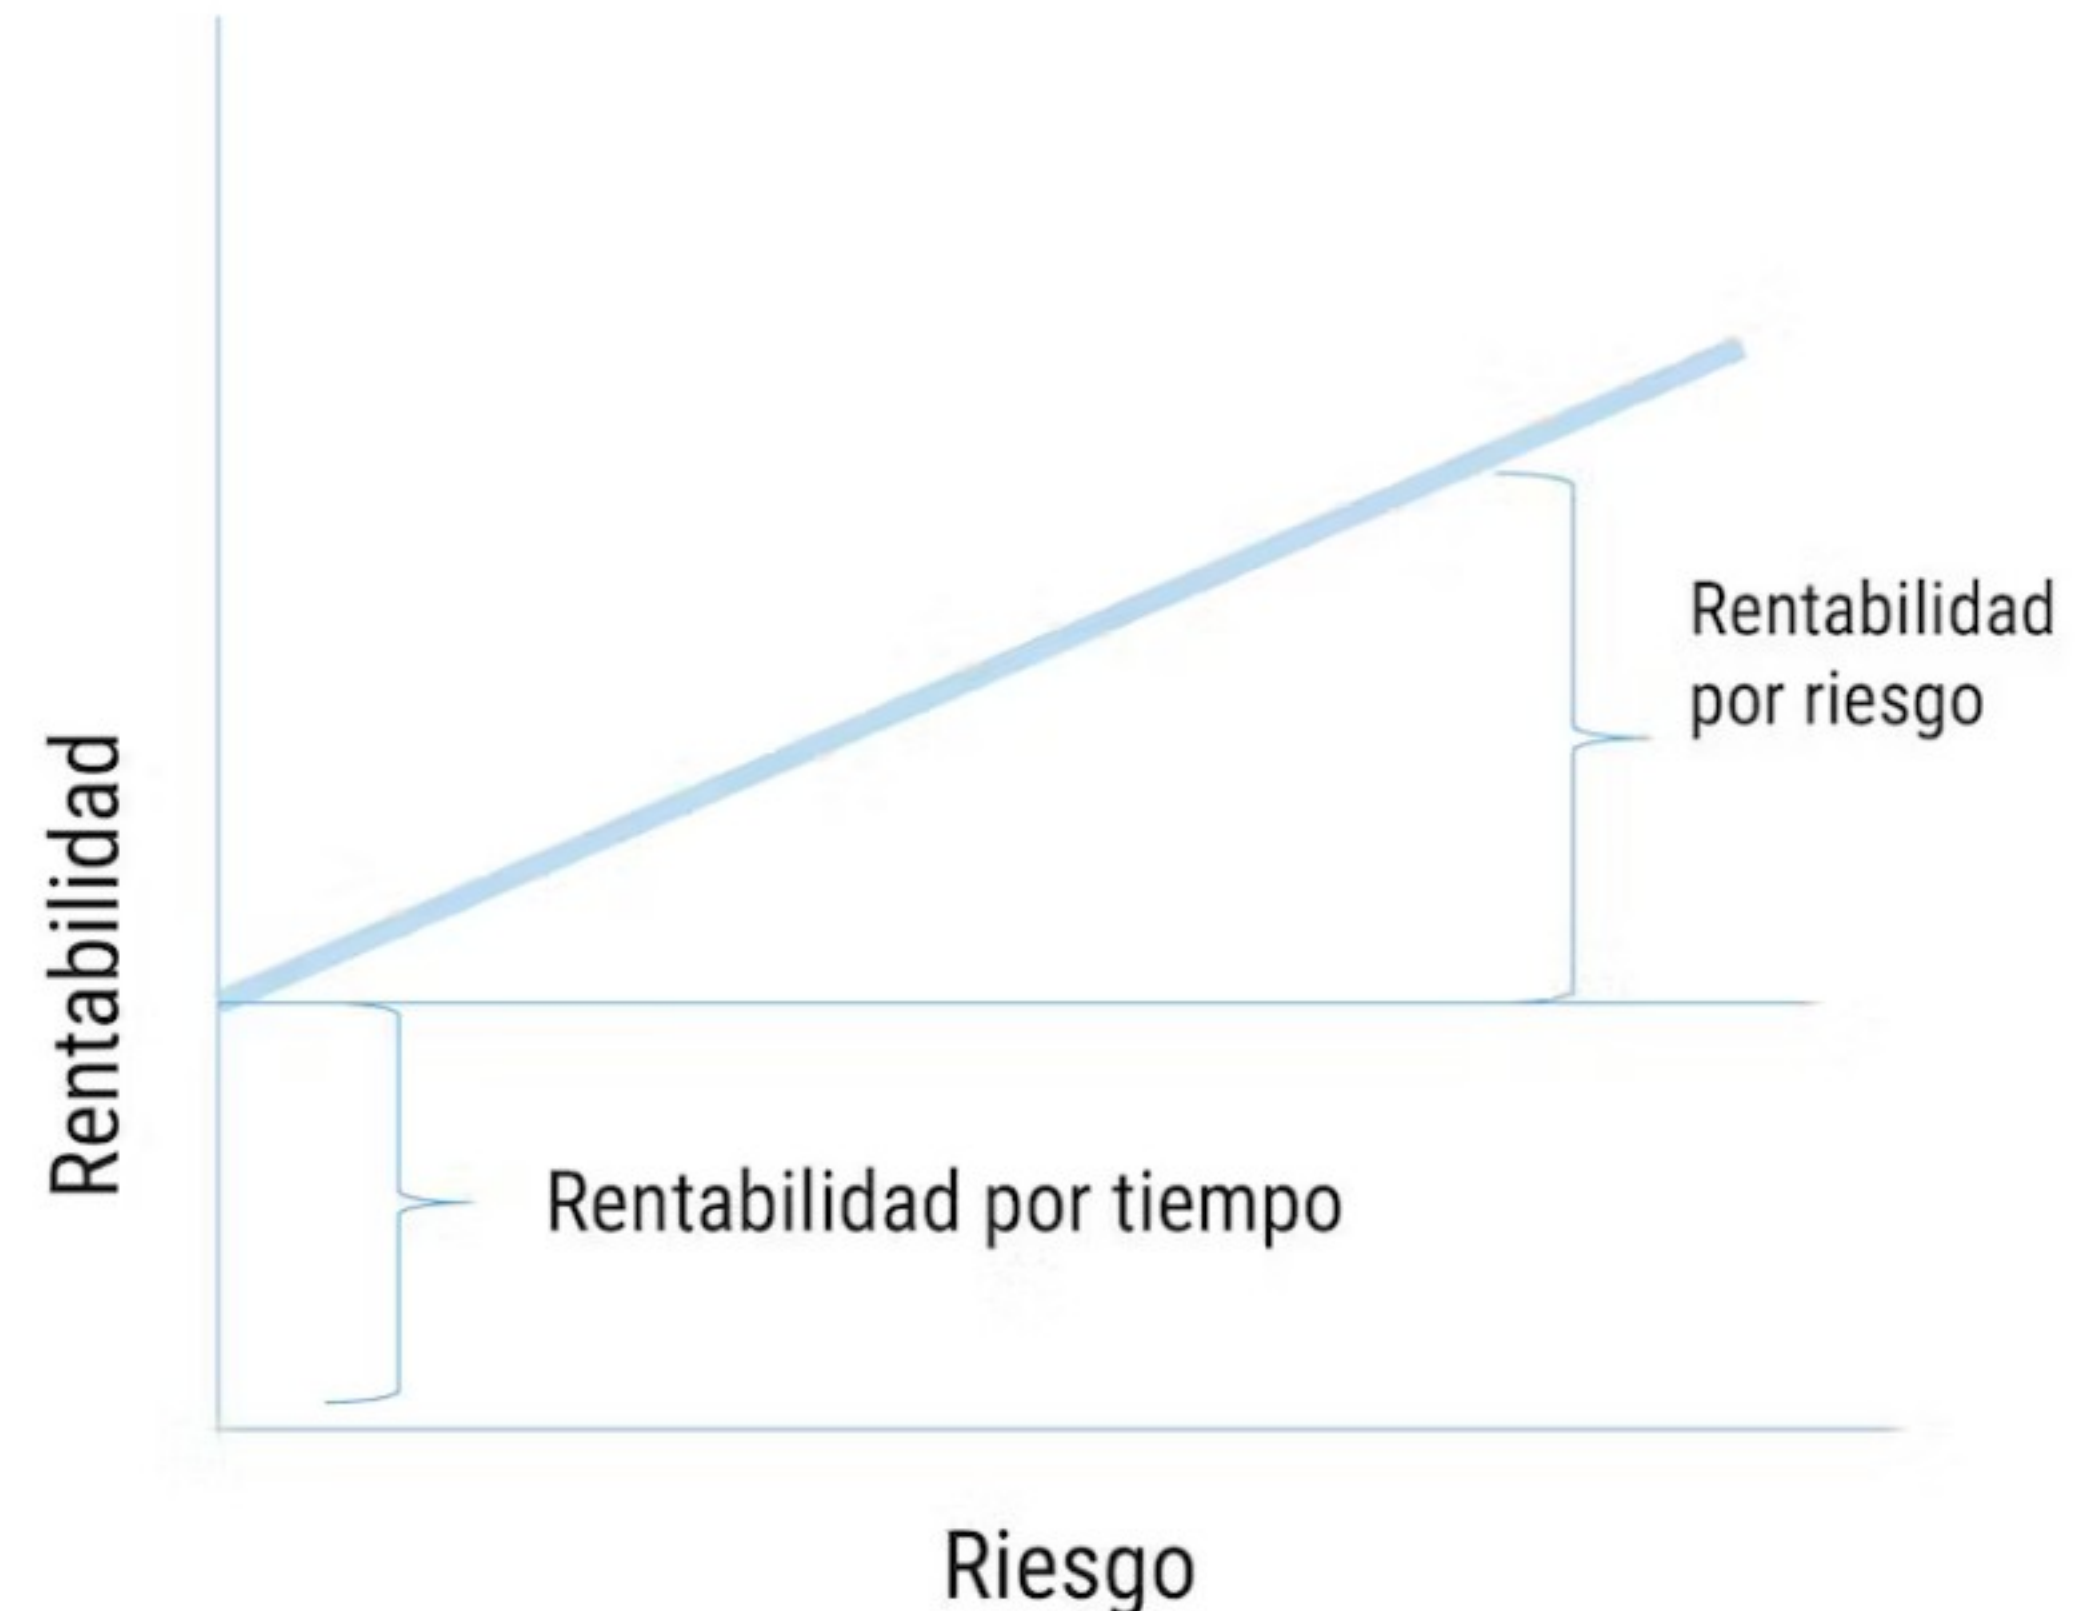 Rentabilidad
Rentabilidad
por riesgo
Rentabilidad por tiempo
Riesgo